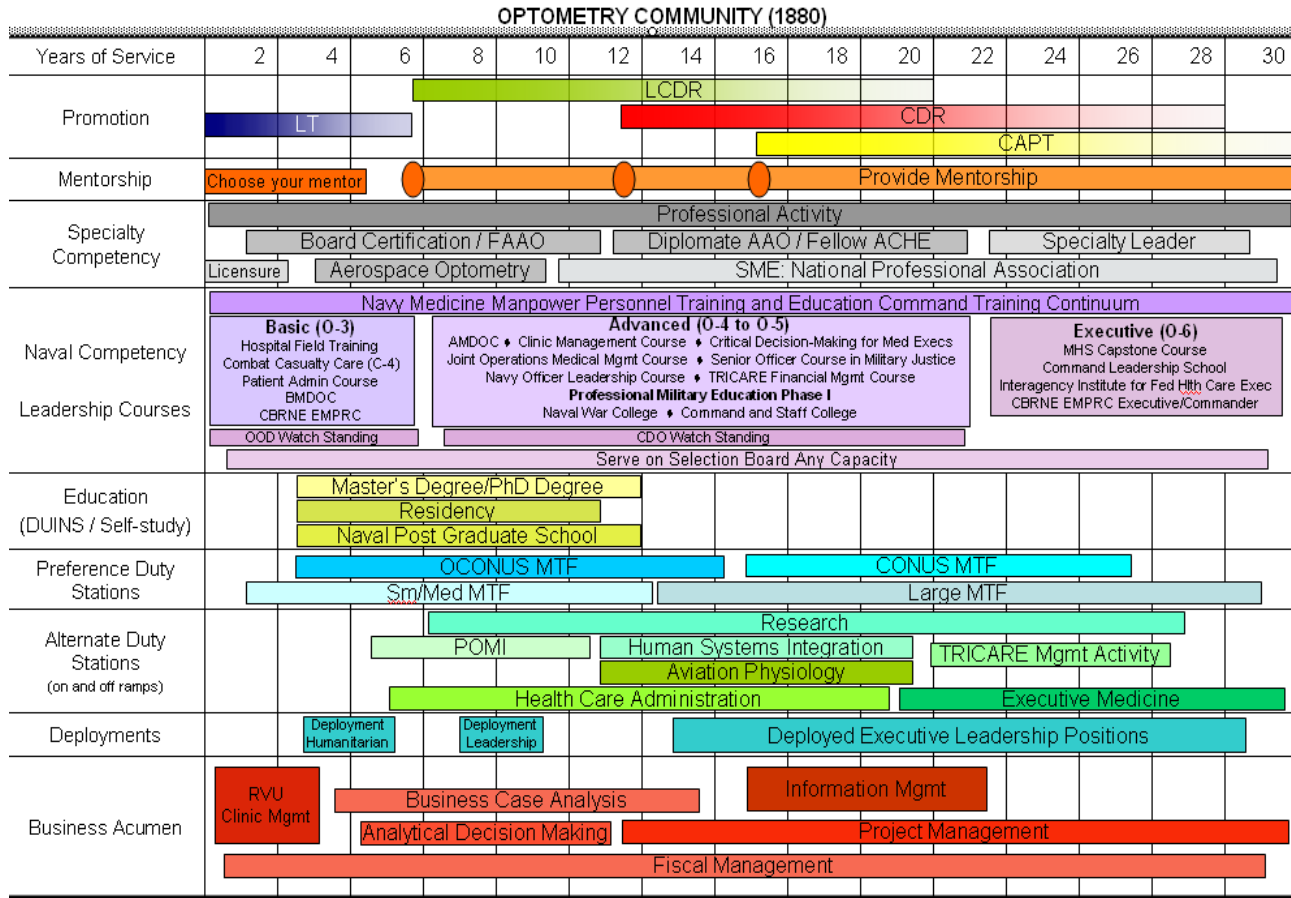 OPTOMETRY COMMUNITY (1880)
Years of Service 2 4 6 8 10 12 14 16 18 20 22 24 26 28 30
Promotion
LCDR
LT
CDR
CAPT
Mentorship
Choose your mentor
Provide Mentorship
Specialty
Competency
Professional Activity
Board Certification / FAAO
Diplomate AAO / Fellow ACHE
Specialty Leader
Licensure
Aerospace Optometry
SME: National Professional Association
Naval Competency
Leadership Courses
Navy Medicine Manpower Personnel Training and Education Command Training Continuum
Basic (O-3)
Hospital Field Training
Combat Casualty Care (C-4)
Patient Admin Course
BMDOC
CBRNE EMPRC
Advanced (O-4 to O-5)
AMDOC ♦ Clinic Management Course ♦ Critical Decision-Making for Med Execs
Joint Operations Medical Mgmt Course ♦ Senior Officer Course in Military Justice
Navy Officer Leadership Course ♦ TRICARE Financial Mgmt Course
Professional Military Education Phase I
Naval War College ♦ Command and Staff College
Executive (O-6)
MHS Capstone Course
Command Leadership School
Interagency Institute for Fed Hlth Care Exec
CBRNE EMPRC Executive/Commander
OOD Watch Standing
CDO Watch Standing
Serve on Selection Board Any Capacity
Education
(DUINS / Self-study)
Master's Degree/PhD Degree
Residency
Naval Post Graduate School
Preference Duty
Stations
OCONUS MTF
CONUS MTF
Sm/Med MTF
Large MTF
Alternate Duty
Stations
(on and off ramps)
Research
POMI
Human Systems Integration
TRICARE Mgmt Activity
Aviation Physiology
Health Care Administration
Executive Medicine
Deployments
Deployment
Humanitarian
Deployment
Leadership
Deployed Executive Leadership Positions
Business Acumen
RVU
Clinic Mgmt
Business Case Analysis
Information Mgmt
Analytical Decision Making
Project Management
Fiscal Management